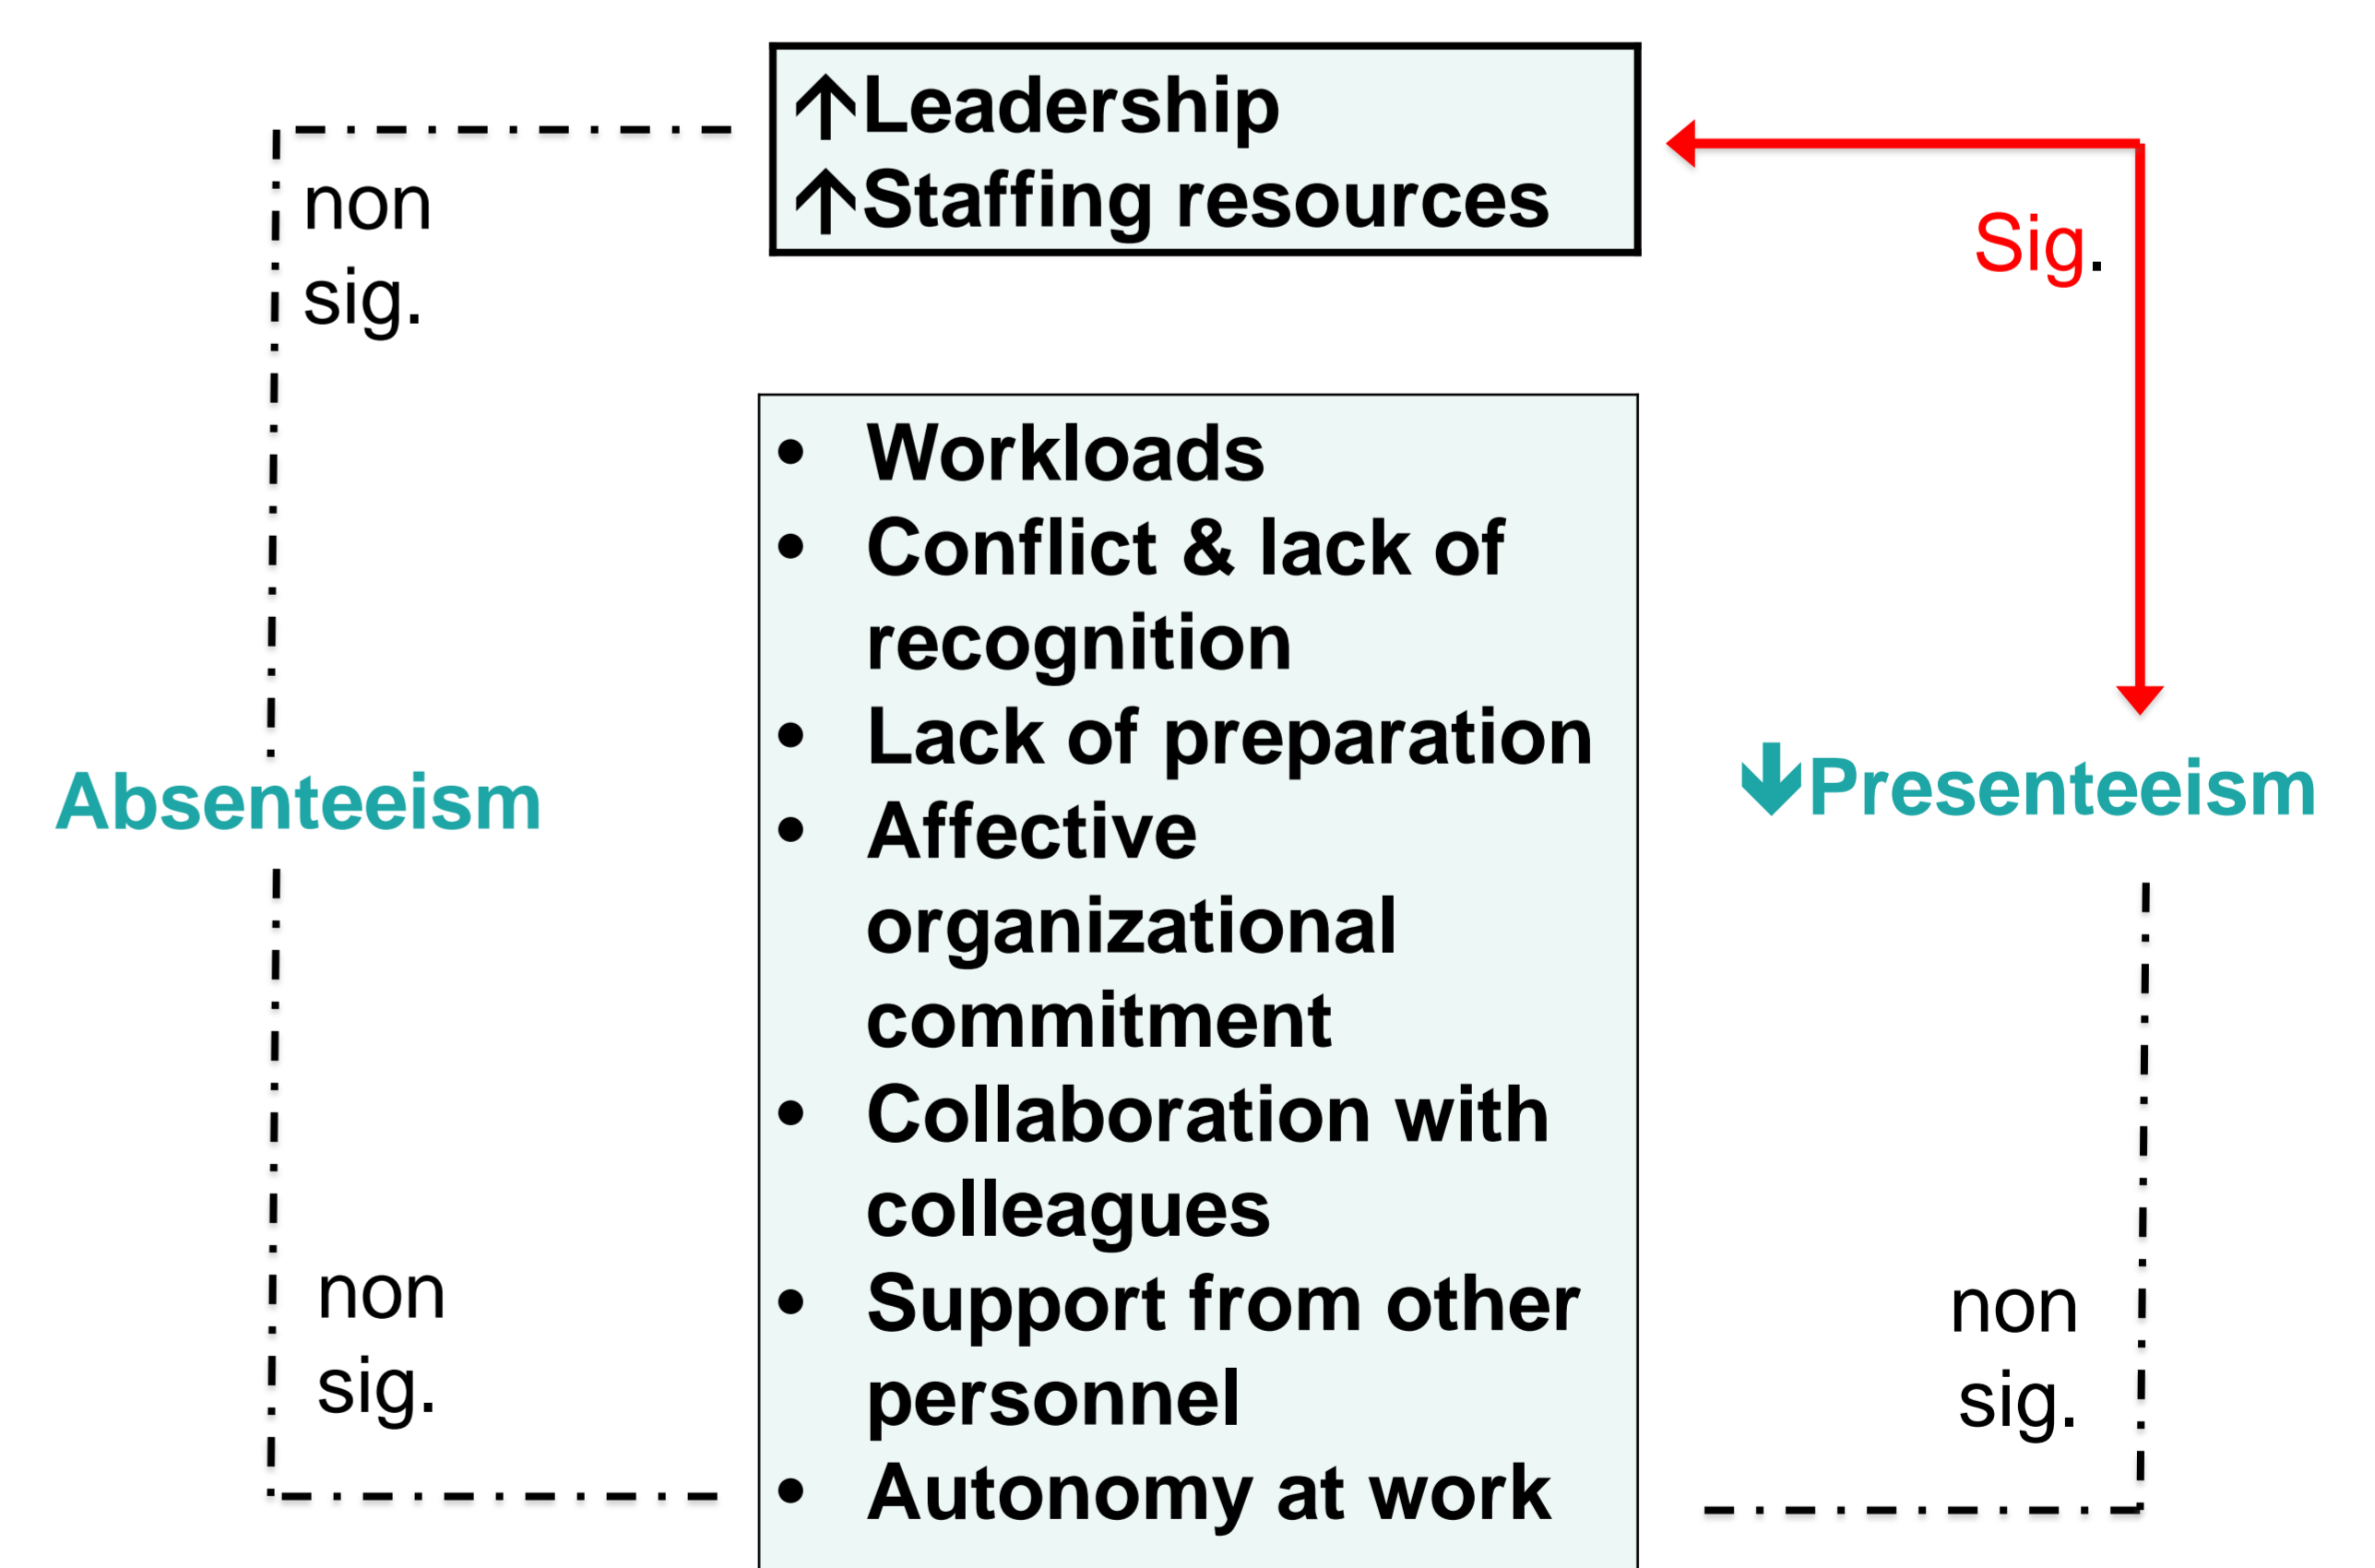 ↑Leadership
↑Staffing resources
non
sig.
Sig.
• Workloads
• Conflict & lack of
recognition
• Lack of preparation
• Affective
organizational
commitment
• Collaboration with
colleagues
• Support from other
personnel
• Autonomy at work
Absenteeism
↓Presenteeism
non
sig.
non
sig.